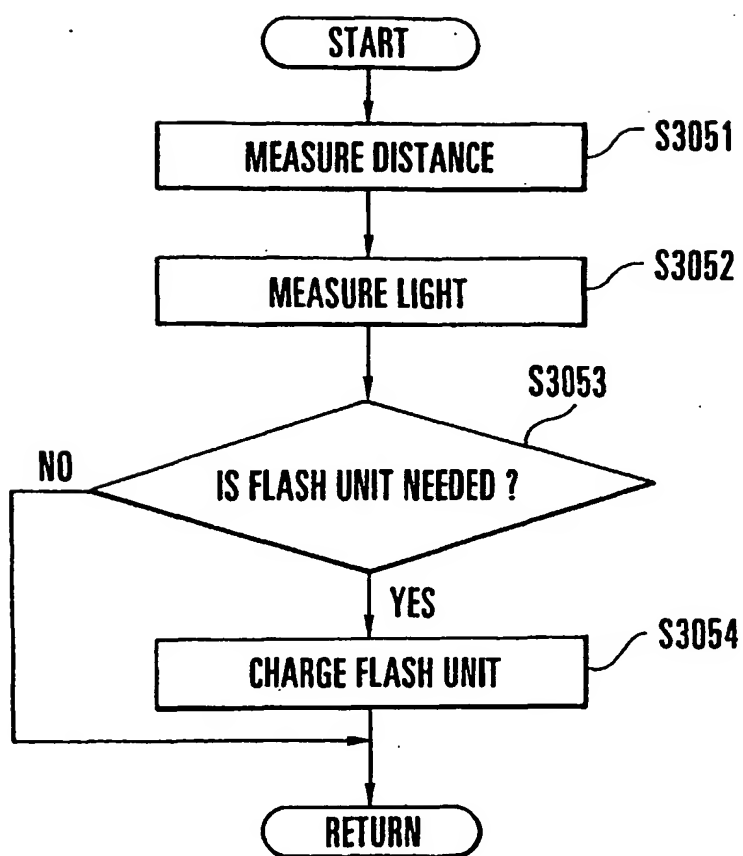 START
MEASURE DISTANCE
S3051
MEASURE LIGHT
S3052
S3053
IS FLASH UNIT NEEDED ?
NO
YES
CHARGE FLASH UNIT
S3054
RETURN